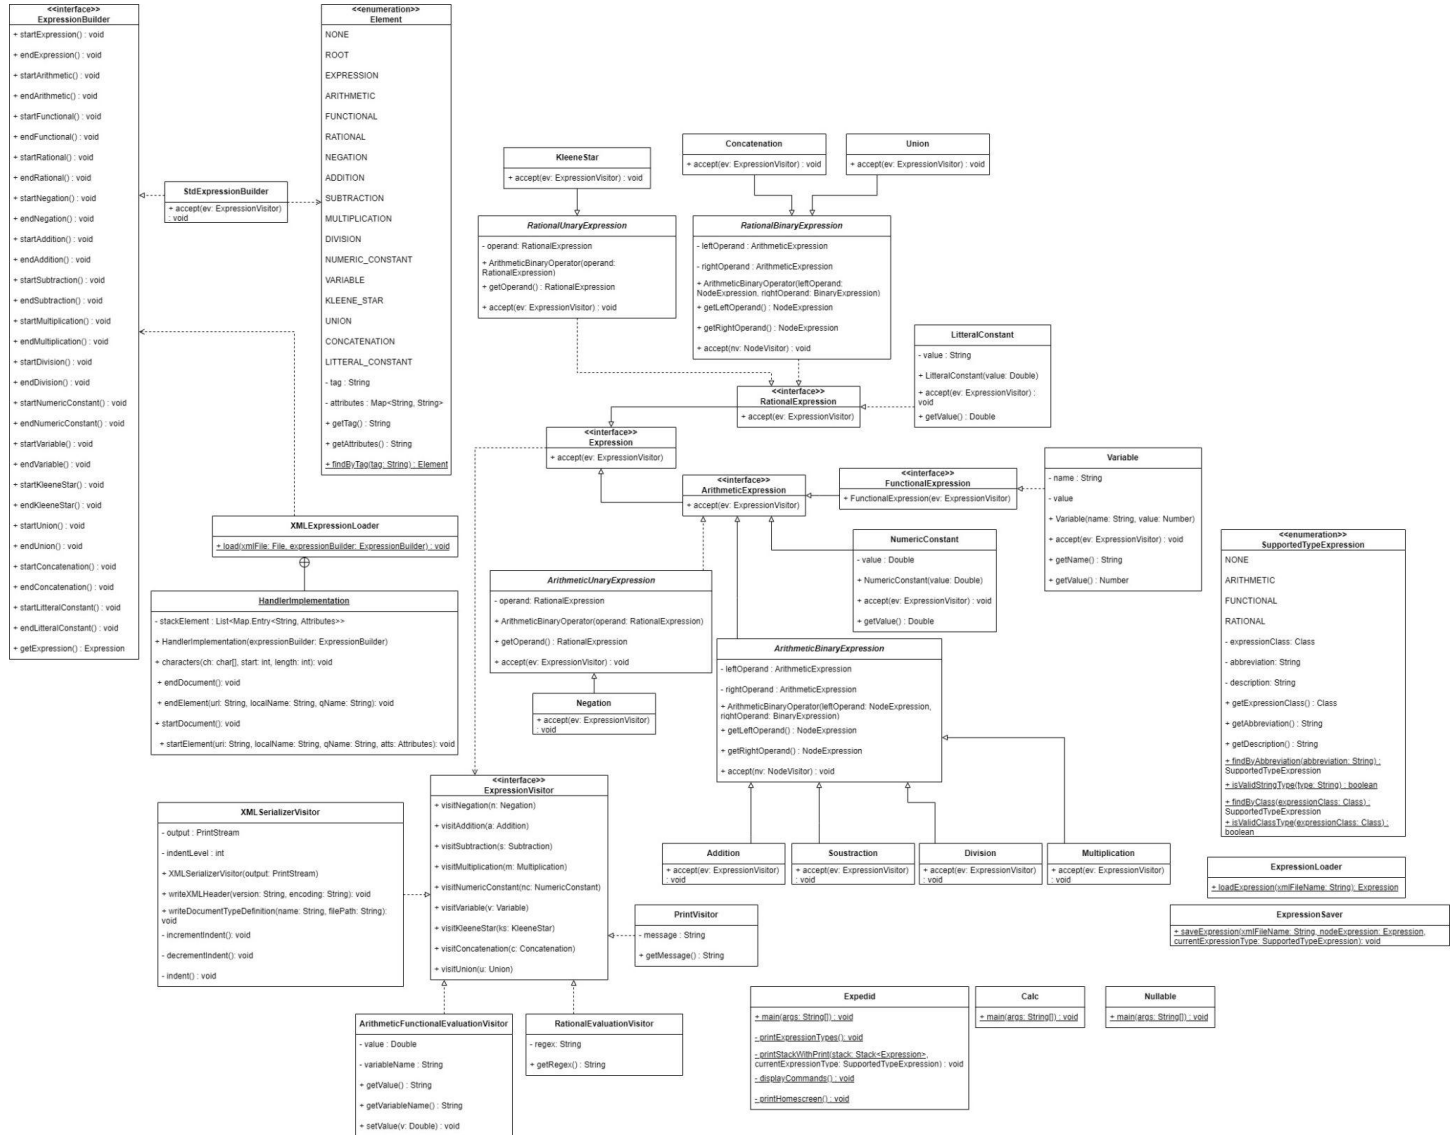 <<interface>>
ExpressionBuilder
+ startExpression() : void
+ endExpression() : void
+ startArithmetic() : void
+ endArithmetic() : void
+ startFunctional() : void
+ endFunctional() : void
+ startRational() : void
+ endRational() : void
+ startNegation() : void
+ endNegation() : void
+ startAddition() : void
+ endAddition() : void
+ startSubtraction() : void
+ endSubtraction() : void
+ startMultiplication() : void
+ endMultiplication() : void
+ startDivision() : void
+ endDivision() : void
+ startNumericConstant() : void
+ endNumericConstant() : void
+ startVariable() : void
+ endVariable() : void
+ startKleeneStar() : void
+ endKleeneStar() : void
+ startUnion() : void
+ endUnion() : void
+ startConcatenation() : void
+ endConcatenation() : void
+ startLitteralConstant() : void
+ endLitteralConstant() : void
+ getExpression() : Expression
StdExpressionBuilder
+ accept(ev: ExpressionVisitor)
: void
<<enumeration>>
Element
NONE
ROOT
EXPRESSION
ARITHMETIC
FUNCTIONAL
RATIONAL
NEGATION
ADDITION
SUBTRACTION
MULTIPLICATION
DIVISION
NUMERIC_CONSTANT
VARIABLE
KLEENE_STAR
UNION
CONCATENATION
LITTERAL_CONSTANT
- tag : String
- attributes : Map<String, String>
+ getTag() : String
+ getAttributes() : String
+ findByTag(tag: String) : Element
XMLExpressionLoader
+ load(xmlFile: File, expressionBuilder: ExpressionBuilder) : void
HandlerImplementation
- stackElement : List<Map.Entry<String, Attributes>>
+ HandlerImplementation(expressionBuilder: ExpressionBuilder)
+ characters(ch: char[], start: int, length: int): void
+ endDocument(): void
+ endElement(url: String, localName: String, qName: String): void
+ startDocument(): void
+ startElement(uri: String, localName: String, qName: String, atts: Attributes): void
KleeneStar
+ accept(ev: ExpressionVisitor) : void
Concatenation
+ accept(ev: ExpressionVisitor) : void
Union
+ accept(ev: ExpressionVisitor) : void
RationalUnaryExpression
- operand: RationalExpression
+ ArithmeticBinaryOperator(operand:
RationalExpression)
+ getOperand() : RationalExpression
+ accept(ev: ExpressionVisitor) : void
RationalBinaryExpression
- leftOperand : ArithmeticExpression
- rightOperand : ArithmeticExpression
+ ArithmeticBinaryOperator(leftOperand:
NodeExpression, rightOperand: BinaryExpression)
+ getLeftOperand() : NodeExpression
+ getRightOperand() : NodeExpression
+ accept(nv: NodeVisitor) : void
LitteralConstant
- value : String
+ LitteralConstant(value: Double)
+ accept(ev: ExpressionVisitor) :
void
+ getValue() : Double
<<interface>>
RationalExpression
+ accept(ev: ExpressionVisitor)
<<interface>>
Expression
+ accept(ev: ExpressionVisitor)
<<interface>>
ArithmeticExpression
+ accept(ev: ExpressionVisitor)
<<interface>>
FunctionalExpression
+ FunctionalExpression(ev: ExpressionVisitor)
Variable
- name : String
- value
+ Variable(name: String, value: Number)
+ accept(ev: ExpressionVisitor) : void
+ getName() : String
+ getValue() : Number
NumericConstant
- value : Double
+ NumericConstant(value: Double)
+ accept(ev: ExpressionVisitor) : void
+ getValue() : Double
ArithmeticUnaryExpression
- operand: RationalExpression
+ ArithmeticBinaryOperator(operand: RationalExpression)
+ getOperand() : RationalExpression
+ accept(ev: ExpressionVisitor) : void
Negation
+ accept(ev: ExpressionVisitor)
: void
ArithmeticBinaryExpression
- leftOperand : ArithmeticExpression
- rightOperand : ArithmeticExpression
+ ArithmeticBinaryOperator(leftOperand: NodeExpression,
rightOperand: BinaryExpression)
+ getLeftOperand() : NodeExpression
+ getRightOperand() : NodeExpression
+ accept(nv: NodeVisitor) : void
<<enumeration>>
SupportedTypeExpression
NONE
ARITHMETIC
FUNCTIONAL
RATIONAL
- expressionClass: Class
- abbreviation: String
- description: String
+ getExpressionClass() : Class
+ getAbbreviation() : String
+ getDescription() : String
+ findByAbbreviation(abbreviation: String) :
SupportedTypeExpression
+ isValidStringType(type: String) : boolean
+ findByClass(expressionClass: Class) :
SupportedTypeExpression
+ isValidClassType(expressionClass: Class) :
boolean
Addition
+ accept(ev: ExpressionVisitor)
: void
Soustraction
+ accept(ev: ExpressionVisitor)
: void
Division
+ accept(ev: ExpressionVisitor)
: void
Multiplication
+ accept(ev: ExpressionVisitor)
: void
ExpressionLoader
+ loadExpression(xmlFileName: String): Expression
ExpressionSaver
+ saveExpression(xmlFileName: String, nodeExpression: Expression,
currentExpressionType: SupportedTypeExpression): void
<<interface>>
ExpressionVisitor
+ visitNegation(n: Negation)
+ visitAddition(a: Addition)
+ visitSubtraction(s: Subtraction)
+ visitMultiplication(m: Multiplication)
+ visitNumericConstant(nc: NumericConstant)
+ visitVariable(v: Variable)
+ visitKleeneStar(ks: KleeneStar)
+ visitConcatenation(c: Concatenation)
+ visitUnion(u: Union)
XMLSerializerVisitor
- output : PrintStream
- indentLevel : int
+ XMLSerializerVisitor(output: PrintStream)
+ writeXMLHeader(version: String, encoding: String): void
+ writeDocumentTypeDefinition(name: String, filePath: String):
void
- incrementIndent(): void
- decrementIndent(): void
- indent() : void
PrintVisitor
- message : String
+ getMessage() : String
ArithmeticFunctionalEvaluationVisitor
- value : Double
- variableName : String
+ getValue() : String
+ getVariableName() : String
+ setValue(v: Double) : void
RationalEvaluationVisitor
- regex: String
+ getRegex() : String
Expedid
+ main(args: String[]) : void
- printExpressionTypes(): void
- printStackWithPrint(stack: Stack<Expression>,
currentExpressionType: SupportedTypeExpression) : void
- displayCommands() : void
- printHomescreen() : void
Calc
+ main(args: String[]) : void
Nullable
+ main(args: String[]) : void